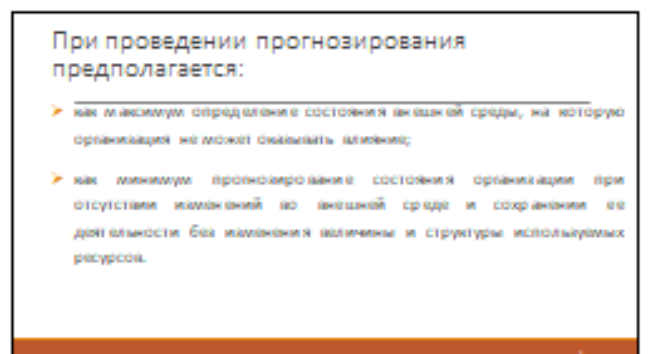 При проведении прогнозирования
предполагается:
как максимум определение состояния внешней среды, на которую
организация не может оказывать влияние;
как минимум прогнозирование состояния организации при
отсутствии изменений во внешней среде и сохранении ее
деятельности без изменения величины и структуры используемых
ресурсов.